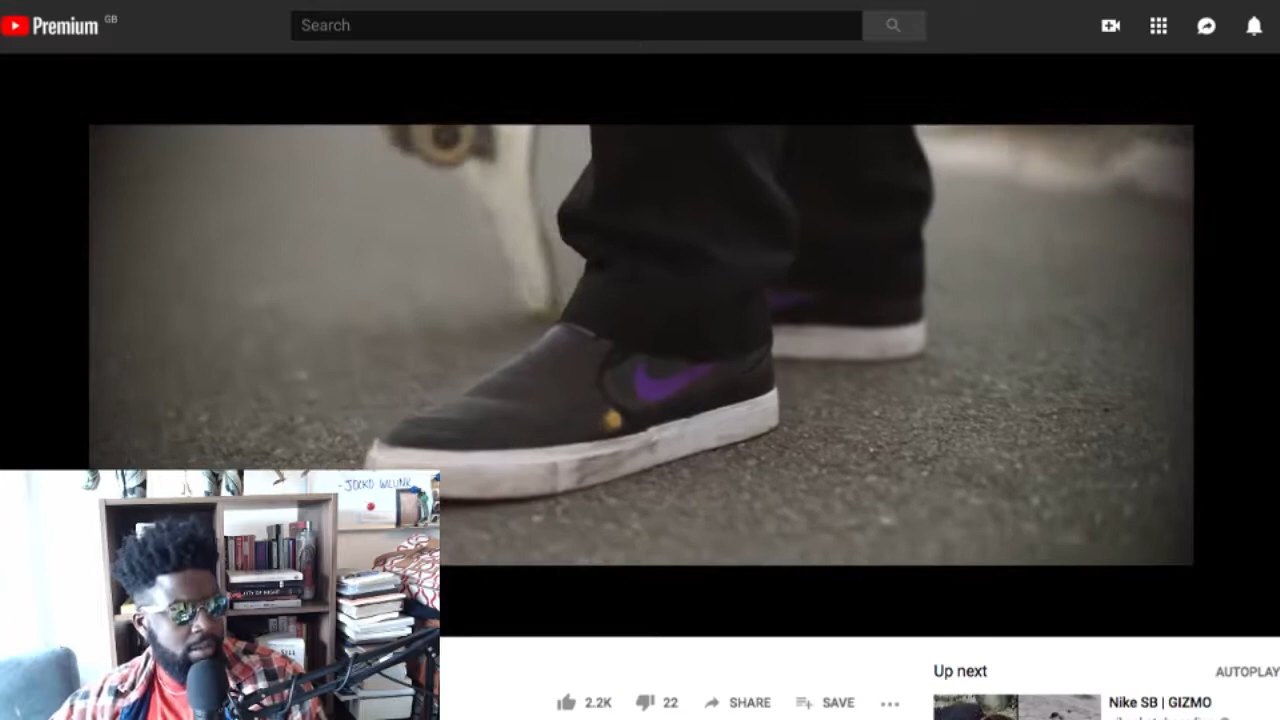 Premium GB
Search
-JOCKO WILLINK
2.2K
22
SHARE
SAVE
Up next
AUTOPLAY
Nike SB | GIZMO